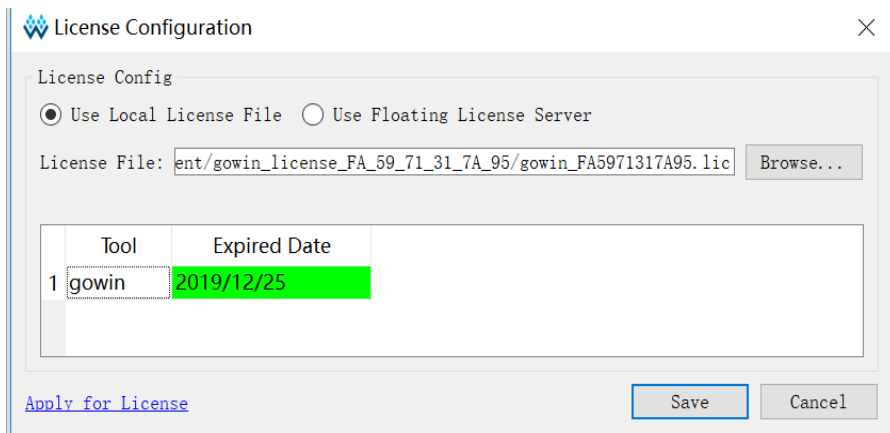 License Configuration
License Config
Use Local License File Use Floating License Server
License File: ent/gowin_license_FA_59_71_31_7A_95/gowin_FA5971317A95.lic Browse...
Tool Expired Date
1 gowin 2019/12/25
Apply for License Save Cancel